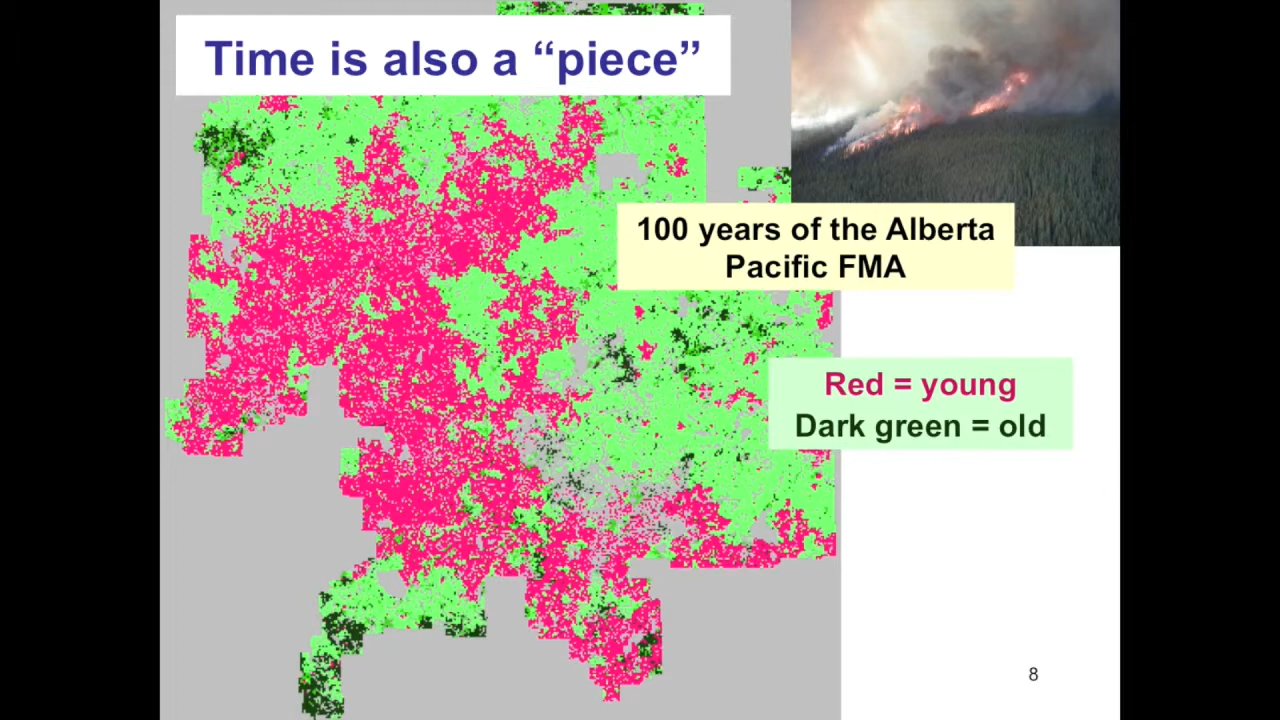 Time is also a “piece”
100 years of the Alberta
Pacific FMA
Red = young
Dark green = old
8